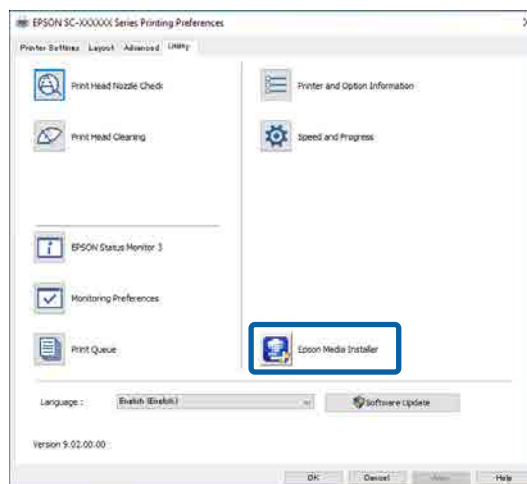 EPSON SC-XXXXXX Series Printing Preferences
Printer Settings Layout Advanced Utility
Print Head Nozzle Check
Printer and Option Information
Print Head Cleaning
Speed and Progress
EPSON Status Monitor 3
Monitoring Preferences
Print Queue
Epson Media Installer
Language : English (English)
Software Update
Version 9.02.00.00
OK Cancel Apply Help